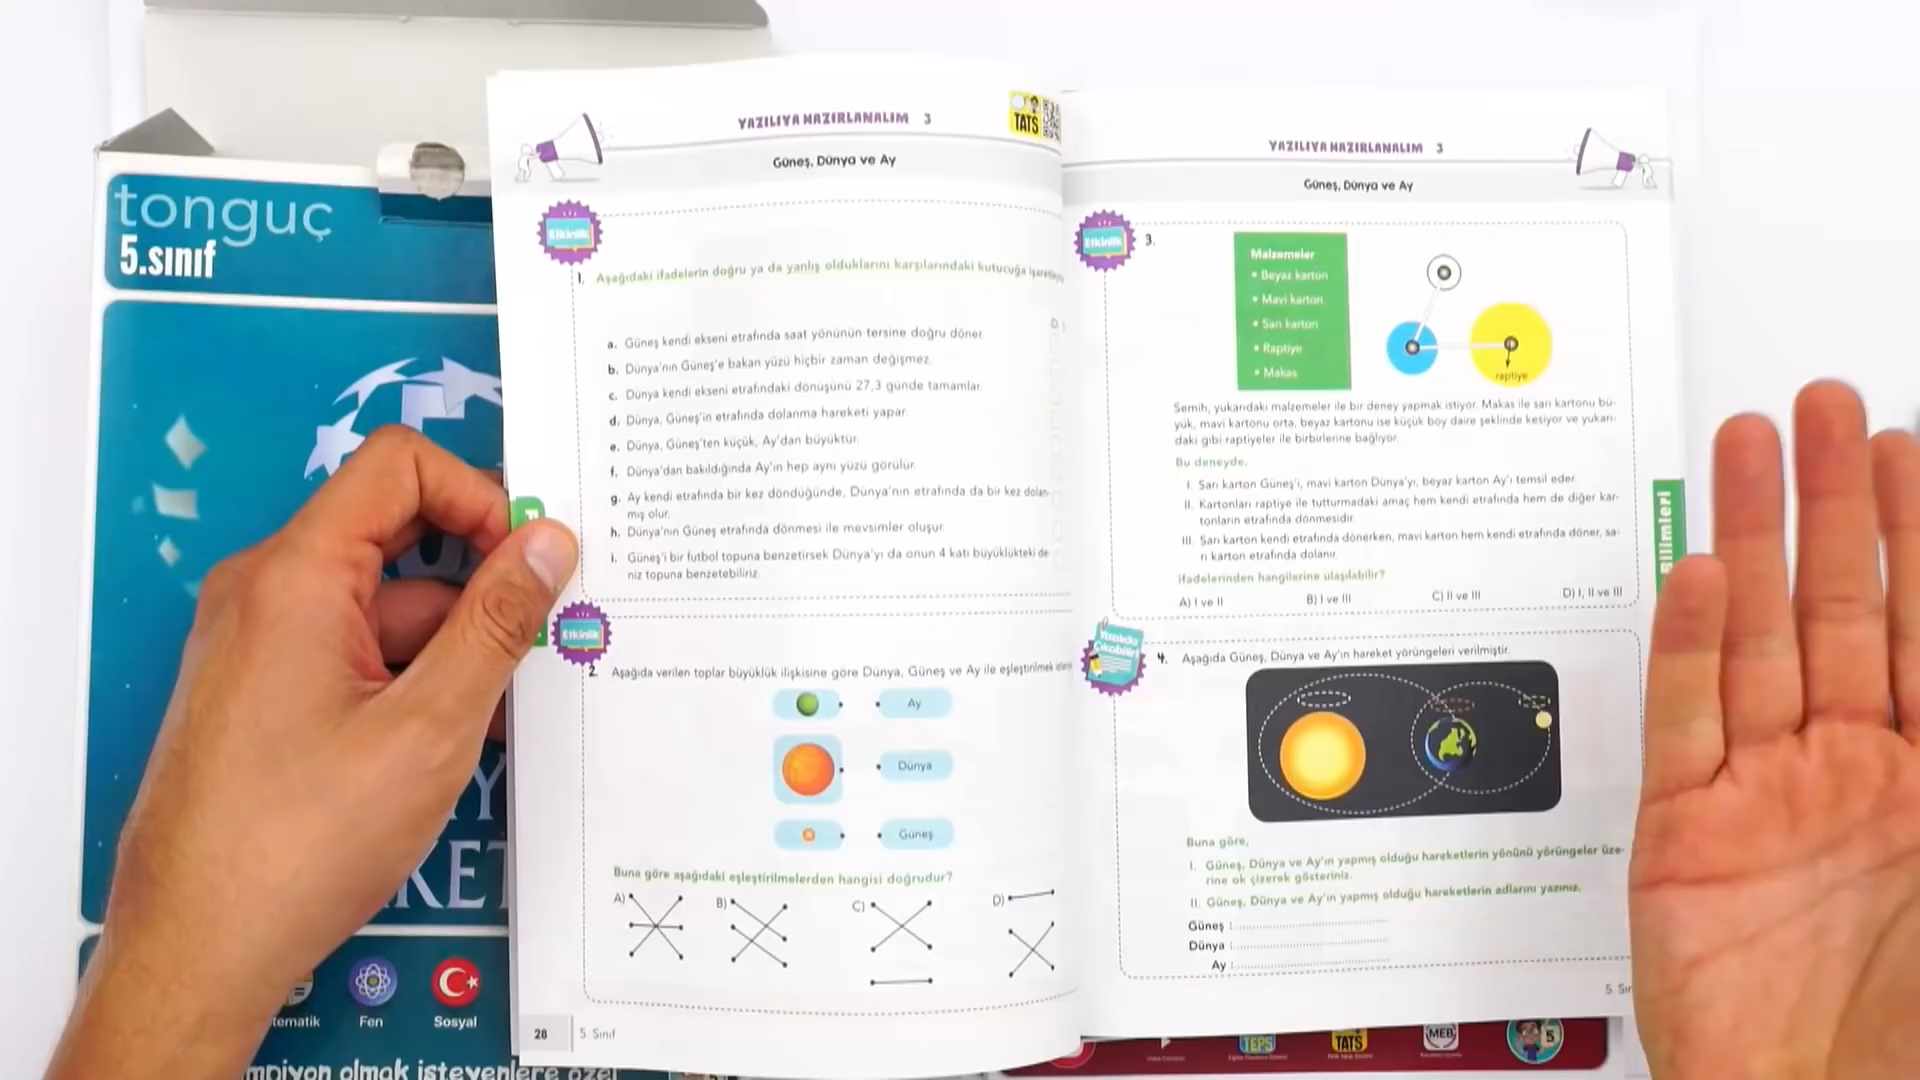 tonguç
5.sınıf
tematik
Fen
Sosyal
mpiyon olmak isteyenlere özel
YAZILIYA HAZIRLANALIM 3
TATS
Güneş, Dünya ve Ay
Etkinlik
1. Aşağıdaki ifadelerin doğru ya da yanlış olduklarını karşılarındaki kutucuğa
a. Güneş kendi ekseni etrafında saat yönünün tersine doğru döner.
b. Dünya'nın Güneş'e bakan yüzü hiçbir zaman değişmez.
c. Dünya kendi ekseni etrafındaki dönüşünü 27,3 günde tamamlar.
d. Dünya, Güneş'in etrafında dolanma hareketi yapar.
e. Dünya, Güneş'ten küçük, Ay'dan büyüktür.
f. Dünya'dan bakıldığında Ay'ın hep aynı yüzü görülür.
g. Ay kendi etrafında bir kez döndüğünde, Dünya'nın etrafında da bir kez dolan-
mış olur.
h. Dünya'nın Güneş etrafında dönmesi ile mevsimler oluşur.
i. Güneş'i bir futbol topuna benzetirsek Dünya'yı da onun 4 katı büyüklükteki de-
niz topuna benzetebiliriz.
Etkinlik
2. Aşağıda verilen toplar büyüklük ilişkisine göre Dünya, Güneş ve Ay ile eşleştirilmek
Ay
Dünya
Güneş
Buna göre aşağıdaki eşleştirilmelerden hangisi doğrudur?
A) B) C) D)
28 5. Sınıf
YAZILIYA HAZIRLANALIM 3
Güneş, Dünya ve Ay
Etkinlik
3.
Malzemeler
• Beyaz karton
• Mavi karton
• Sarı karton
• Raptiye
• Makas
raptiye
Semih, yukarıdaki malzemeler ile bir deney yapmak istiyor. Makas ile sarı kartonu bü-
yük, mavi kartonu orta, beyaz kartonu ise küçük boy daire şeklinde kesiyor ve yukarı-
daki gibi raptiyeler ile birbirlerine bağlıyor.
Bu deneyde,
I. Sarı karton Güneş'i, mavi karton Dünya'yı, beyaz karton Ay'ı temsil eder.
II. Kartonları raptiye ile tutturmadaki amaç hem kendi etrafında hem de diğer kar-
tonların etrafında dönmesidir.
III. Sarı karton kendi etrafında dönerken, mavi karton hem kendi etrafında döner, sa-
rı karton etrafında dolanır.
ifadelerinden hangilerine ulaşılabilir?
A) I ve II B) I ve III C) II ve III D) I, II ve III
Yazılıda
Çıkabilir!
4. Aşağıda Güneş, Dünya ve Ay'ın hareket yörüngeleri verilmiştir.
Buna göre,
I. Güneş, Dünya ve Ay'ın yapmış olduğu hareketlerin yönünü yörüngeler üze-
rine ok çizerek gösteriniz.
II. Güneş, Dünya ve Ay'ın yapmış olduğu hareketlerin adlarını yazınız.
Güneş :
Dünya :
Ay :
5. Sın
Bilimleri
TEPS
TATS
MEB
5